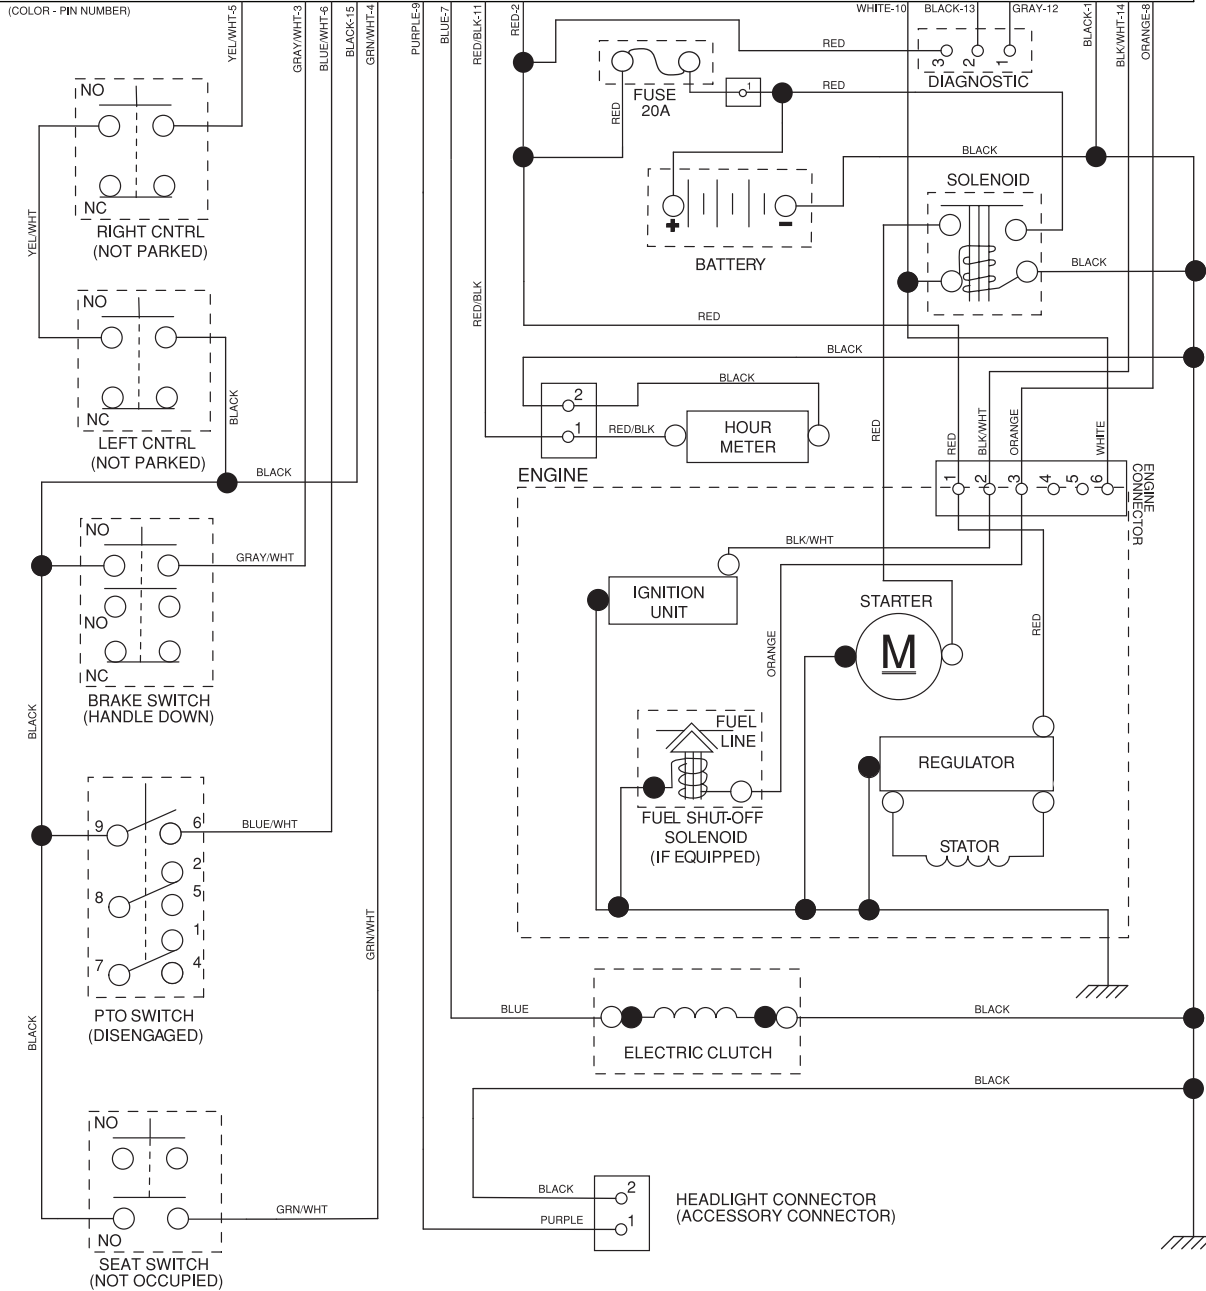 (COLOR - PIN NUMBER)
YEL/WHT-5
GRAY/WHT-3
BLUE/WHT-6
BLACK-15
GRN/WHT-4
PURPLE-9
BLUE-7
RED/BLK-11
RED-2
WHITE-10
BLACK-13
GRAY-12
BLACK-1
BLK/WHT-14
ORANGE-8
NO
NC
RIGHT CNTRL
(NOT PARKED)
YEL/WHT
NO
NC
LEFT CNTRL
(NOT PARKED)
BLACK
BLACK
NO
NO
NC
GRAY/WHT
BRAKE SWITCH
(HANDLE DOWN)
BLACK
9
6
2
8
5
1
7
4
BLUE/WHT
PTO SWITCH
(DISENGAGED)
BLACK
GRN/WHT
NO
NO
GRN/WHT
SEAT SWITCH
(NOT OCCUPIED)
RED
3
2
1
DIAGNOSTIC
FUSE
20A
RED
1
RED
BLACK
+
-
BATTERY
SOLENOID
BLACK
RED/BLK
RED
BLACK
BLACK
2
1
RED/BLK
HOUR
METER
ENGINE
RED
RED
BLK/WHT
ORANGE
WHITE
1
2
3
4
5
6
ENGINE
CONNECTOR
BLK/WHT
IGNITION
UNIT
ORANGE
STARTER
M
RED
FUEL
LINE
FUEL SHUT-OFF
SOLENOID
(IF EQUIPPED)
REGULATOR
STATOR
BLUE
BLACK
ELECTRIC CLUTCH
BLACK
BLACK
2
PURPLE
1
HEADLIGHT CONNECTOR
(ACCESSORY CONNECTOR)